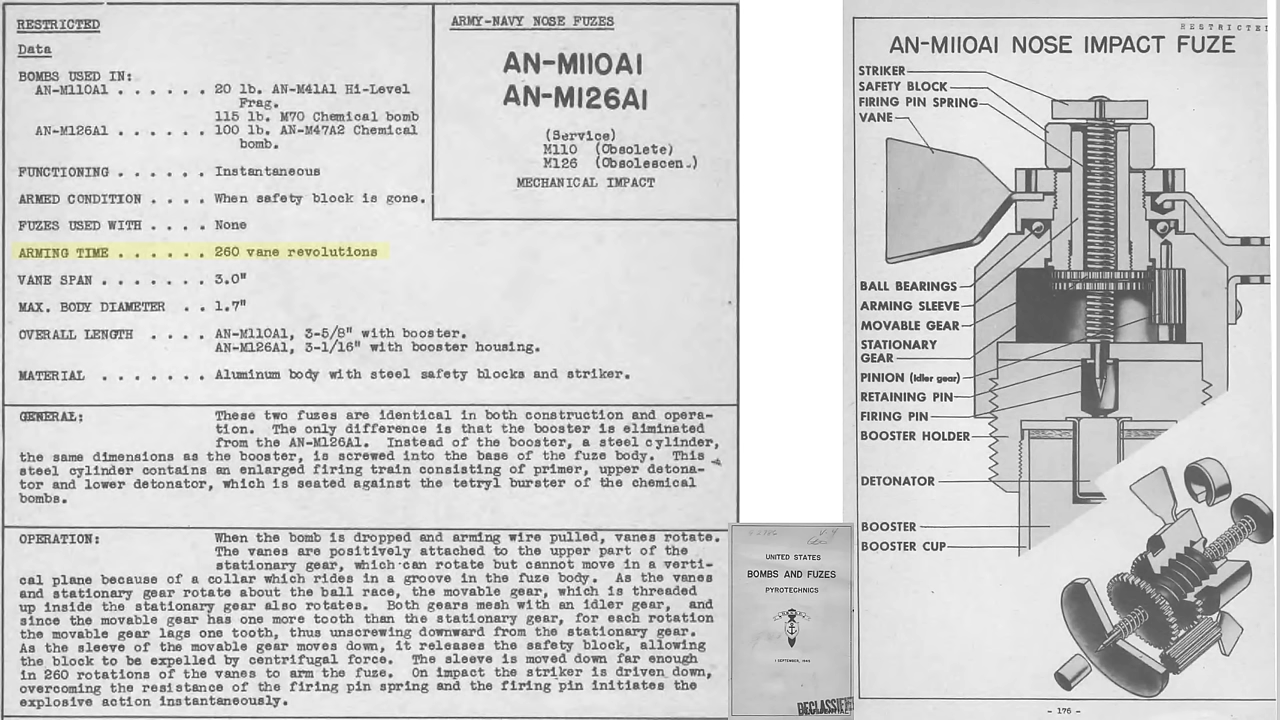 RESTRICTED
Data
BOMBS USED IN:
AN-M110A1 . . . . . . 20 lb. AN-M41A1 Hi-Level
Frag.
115 lb. M70 Chemical bomb
AN-M126A1 . . . . . . 100 lb. AN-M47A2 Chemical
bomb.
FUNCTIONING . . . . . . Instantaneous
ARMED CONDITION . . . . When safety block is gone.
FUZES USED WITH . . . . None
ARMING TIME . . . . . . 260 vane revolutions
VANE SPAN . . . . . . . 3.0"
MAX. BODY DIAMETER . . 1.7"
OVERALL LENGTH . . . . AN-M110A1, 3-5/8" with booster.
AN-M126A1, 3-1/16" with booster housing.
MATERIAL . . . . . . . Aluminum body with steel safety blocks and striker.
ARMY-NAVY NOSE FUZES
AN-M110A1
AN-M126A1
(Service)
M110 (Obsolete)
M126 (Obsolescen.)
MECHANICAL IMPACT
GENERAL: These two fuzes are identical in both construction and opera-
tion. The only difference is that the booster is eliminated
from the AN-M126A1. Instead of the booster, a steel cylinder,
the same dimensions as the booster, is screwed into the base of the fuze body. This
steel cylinder contains an enlarged firing train consisting of primer, upper detona-
tor and lower detonator, which is seated against the tetryl burster of the chemical
bombs.
OPERATION: When the bomb is dropped and arming wire pulled, vanes rotate.
The vanes are positively attached to the upper part of the
stationary gear, which can rotate but cannot move in a verti-
cal plane because of a collar which rides in a groove in the fuze body. As the vanes
and stationary gear rotate about the ball race, the movable gear, which is threaded
up inside the stationary gear also rotates. Both gears mesh with an idler gear, and
since the movable gear has one more tooth than the stationary gear, for each rotation
the movable gear lags one tooth, thus unscrewing downward from the stationary gear.
As the sleeve of the movable gear moves down, it releases the safety block, allowing
the block to be expelled by centrifugal force. The sleeve is moved down far enough
in 260 rotations of the vanes to arm the fuze. On impact the striker is driven down,
overcoming the resistance of the firing pin spring and the firing pin initiates the
explosive action instantaneously.
UNITED STATES
BOMBS AND FUZES
PYROTECHNICS
1 SEPTEMBER,
DECLASSIFIED
RESTRICTED
AN-M110A1 NOSE IMPACT FUZE
STRIKER
SAFETY BLOCK
FIRING PIN SPRING
VANE
BALL BEARINGS
ARMING SLEEVE
MOVABLE GEAR
STATIONARY
GEAR
PINION (Idler gear)
RETAINING PIN
FIRING PIN
BOOSTER HOLDER
DETONATOR
BOOSTER
BOOSTER CUP
- 176 -